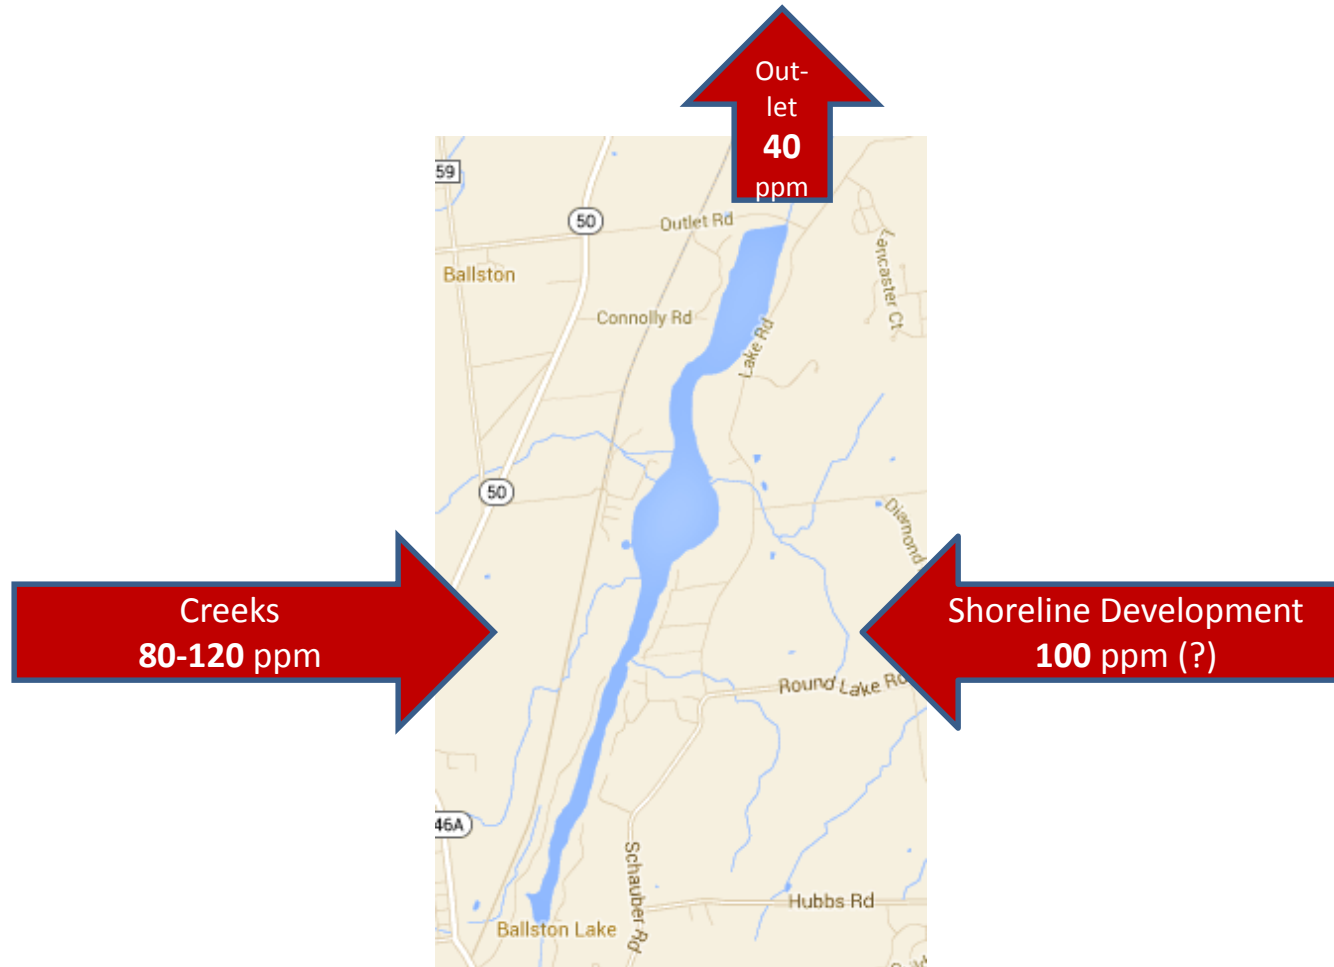 Out-
let
40
ppm
59
50
Outlet Rd
Lancaster Ct
Ballston
Connolly Rd
Lake Rd
50
Diamond
Creeks
80-120 ppm
Shoreline Development
100 ppm (?)
Round Lake Rd
46A
Schauber Rd
Hubbs Rd
Ballston Lake